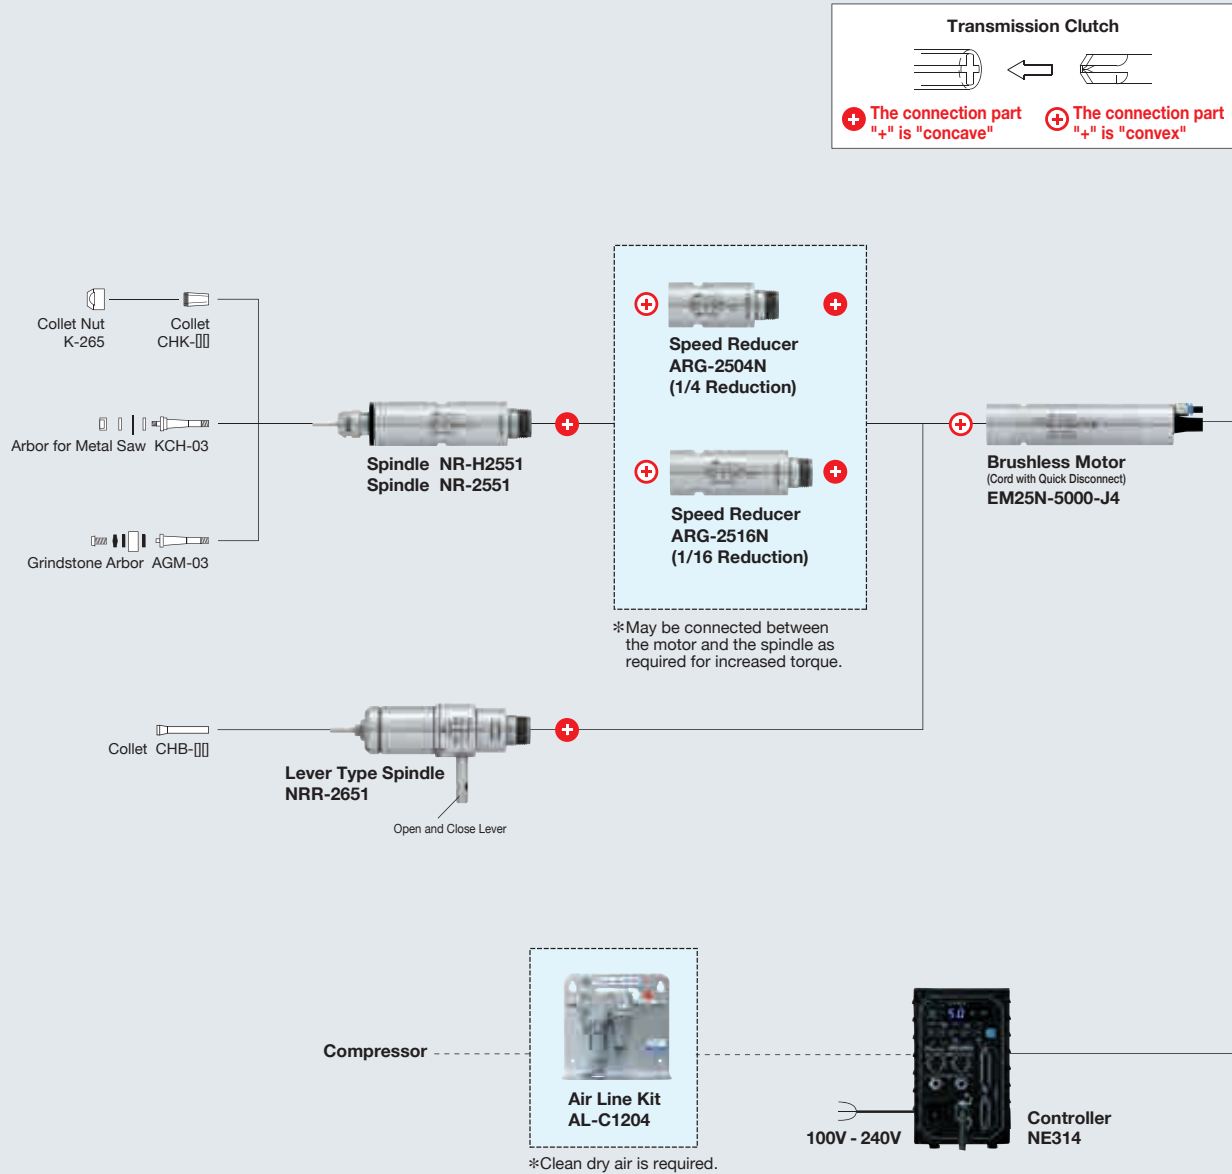 Transmission Clutch
The connection part
"+" is "concave"
The connection part
"+" is "convex"
Collet Nut
K-265
Collet
CHK-[][]
Arbor for Metal Saw KCH-03
Grindstone Arbor AGM-03
Spindle NR-H2551
Spindle NR-2551
Speed Reducer
ARG-2504N
(1/4 Reduction)
Speed Reducer
ARG-2516N
(1/16 Reduction)
*May be connected between
the motor and the spindle as
required for increased torque.
Brushless Motor
(Cord with Quick Disconnect)
EM25N-5000-J4
Collet CHB-[][]
Lever Type Spindle
NRR-2651
Open and Close Lever
Compressor
Air Line Kit
AL-C1204
*Clean dry air is required.
5.0
100V - 240V
Controller
NE314